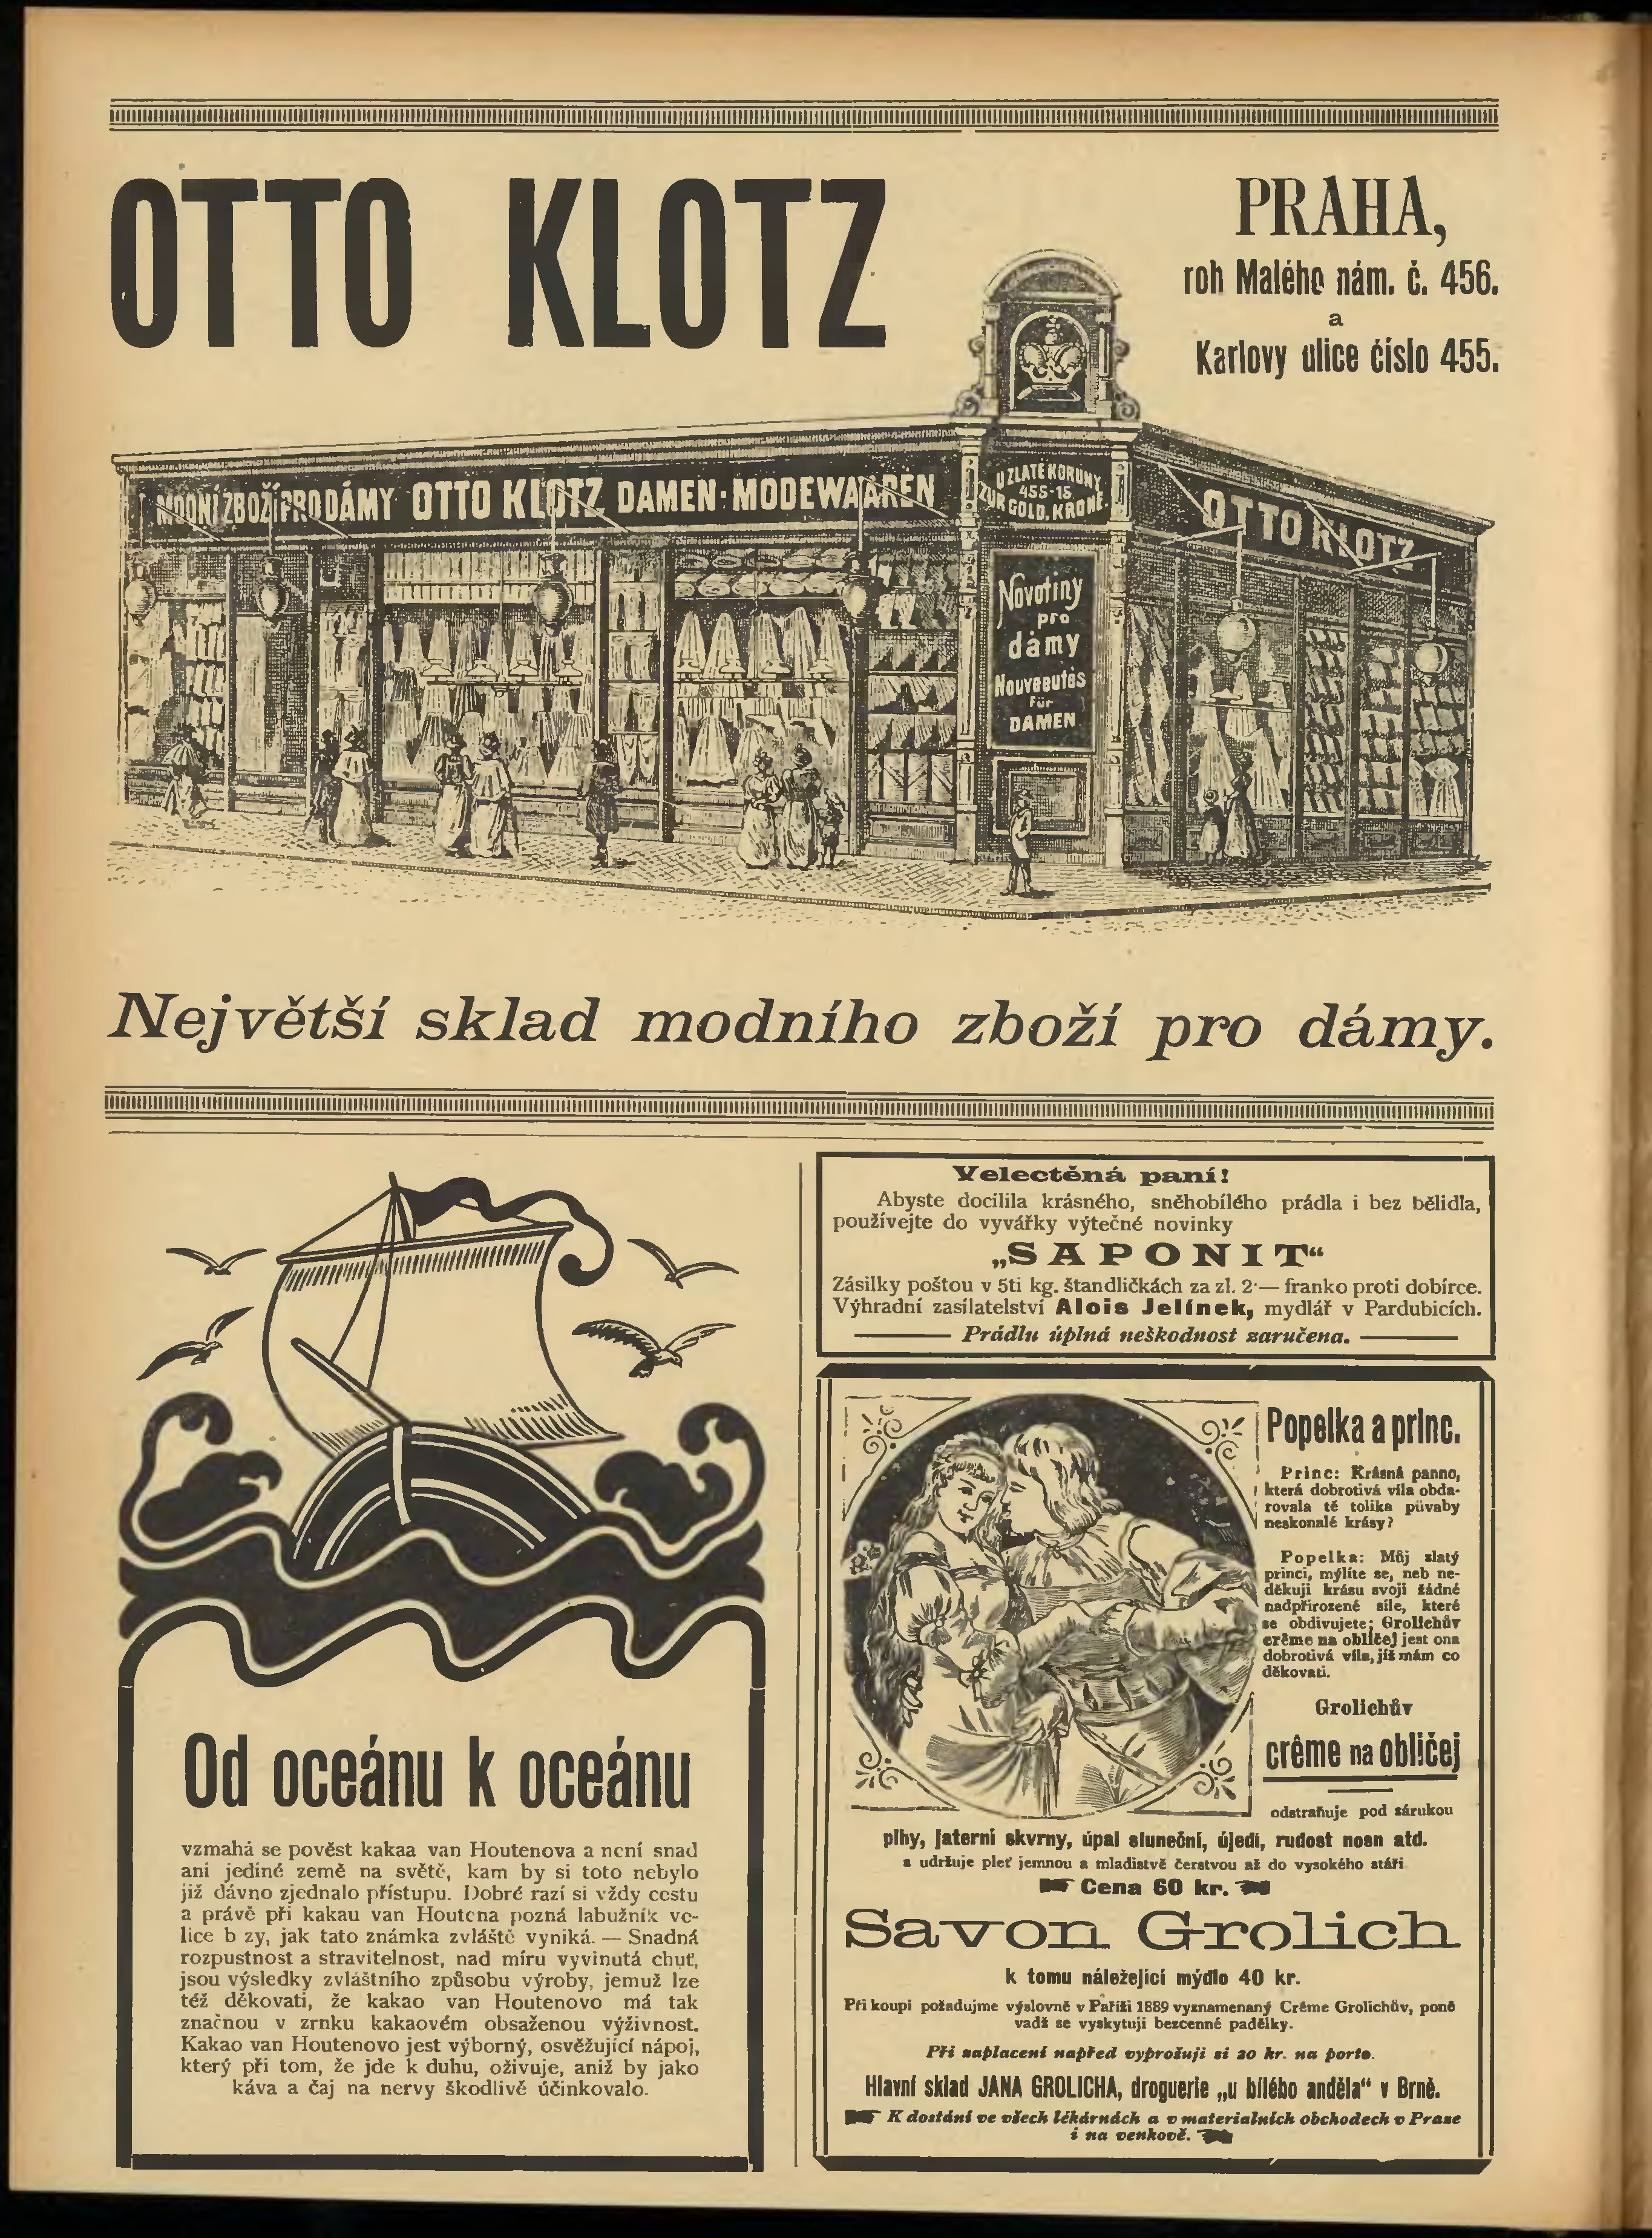 OTTO KLOTZ
PRAHA,
roh Malého nám. č. 456.
a
Karlovy ulice číslo 455.
MODNÍ ZBOŽÍ PRO DÁMY OTTO KLOTZ DAMEN-MODEWAAREN
U ZLATÉ KORUNY
455-15
ZUR GOLD. KRONE
OTTO KLOTZ
Novotiny
pro
dámy
Nouveautés
für
DAMEN
Největší sklad modního zboží pro dámy.
Od oceánu k oceánu
vzmahá se pověst kakaa van Houtenova a není snad
ani jediné země na světě, kam by si toto nebylo
již dávno zjednalo přístupu. Dobré razí si vždy cestu
a právě při kakau van Houtena pozná labužník ve-
lice b zy, jak tato známka zvláště vyniká. — Snadná
rozpustnost a stravitelnost, nad míru vyvinutá chuť,
jsou výsledky zvláštního způsobu výroby, jemuž lze
též děkovati, že kakao van Houtenovo má tak
značnou v zrnku kakaovém obsaženou výživnost.
Kakao van Houtenovo jest výborný, osvěžující nápoj,
který při tom, že jde k duhu, oživuje, aniž by jako
káva a čaj na nervy škodlivě účinkovalo.
Velectěná paní!
Abyste docílila krásného, sněhobílého prádla i bez bělidla,
používejte do vyvářky výtečné novinky
„SAPONIT“
Zásilky poštou v 5ti kg. štandličkách za zl. 2·— franko proti dobírce.
Výhradní zasílatelství Alois Jelínek, mydlář v Pardubicích.
Prádlu úplná neškodnost zaručena.
Popelka a princ.
Princ: Krásná panno,
která dobrotivá víla obda-
rovala tě tolika půvaby
neskonalé krásy?
Popelka: Můj zlatý
princi, mýlíte se, neb ne-
děkuji krásu svoji žádné
nadpřirozené síle, které
se obdivujete; Grolichův
crême na obličej jest ona
dobrotivá víla, jíž mám co
děkovati.
Grolichův
crême na obličej
odstraňuje pod zárukou
pihy, jaterní skvrny, úpal sluneční, újedi, rudost nosn atd.
a udržuje pleť jemnou a mladistvě čerstvou až do vysokého stáří
Cena 60 kr.
Savon Grolich
k tomu náležející mýdlo 40 kr.
Při koupi požadujme výslovně v Paříži 1889 vyznamenaný Crême Grolichův, poně
vadž se vyskytují bezcenné padělky.
Při zaplacení napřed vyprošuji si 20 kr. na porto.
Hlavní sklad JANA GROLICHA, droguerie „u bílého anděla“ v Brně.
K dostání ve všech lékárnách a v materialních obchodech v Praze
i na venkově.